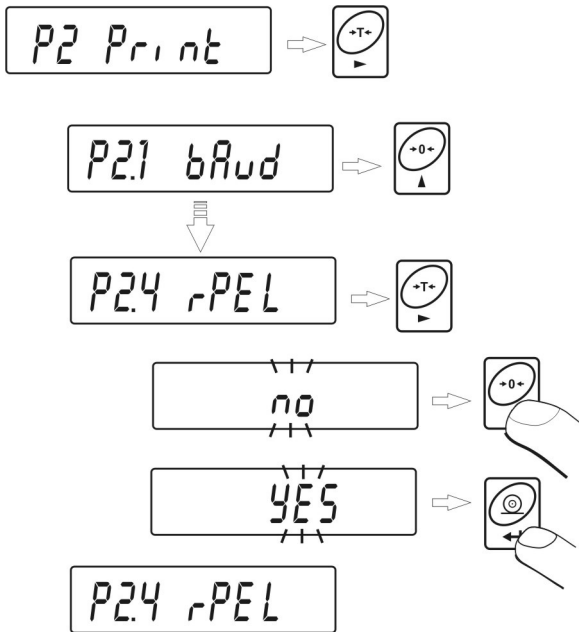 P2 Print
→T←
P2.1 bAud
→0←
P2.4 rPEL
→T←
no
→0←
YES
P2.4 rPEL